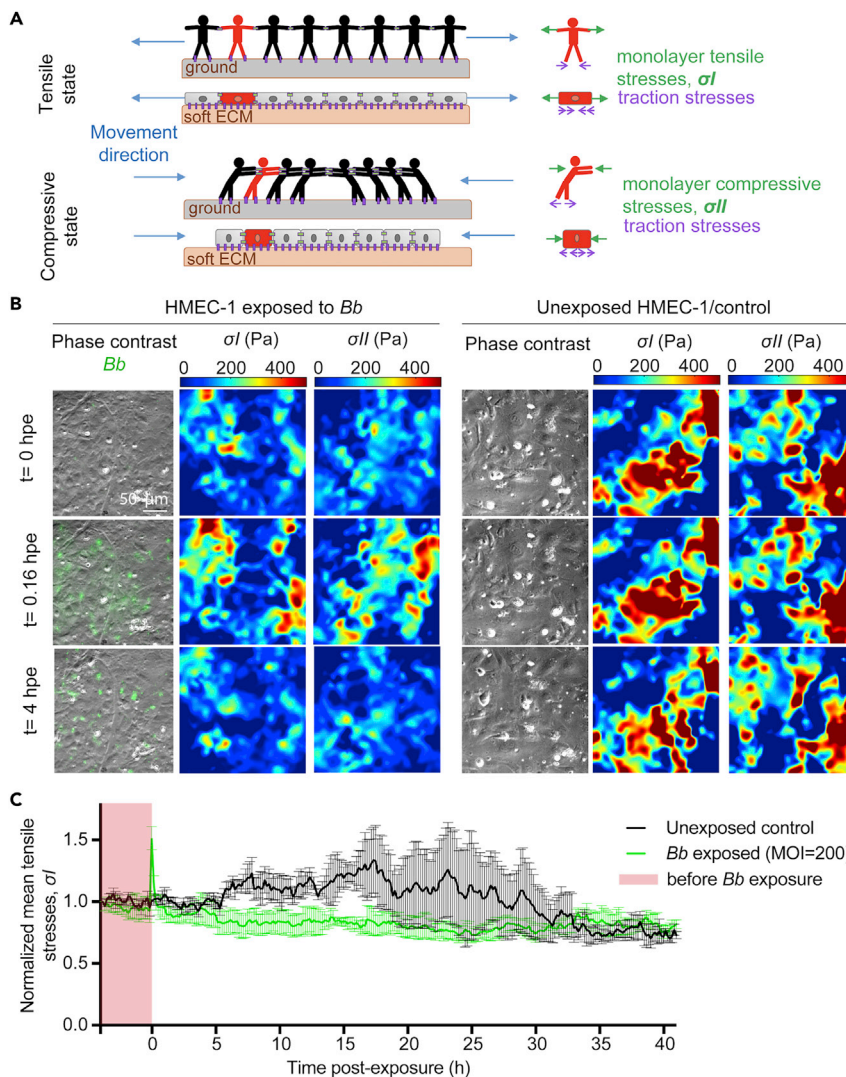 A
Tensile
state
ground
soft ECM
monolayer tensile
stresses, σI
traction stresses
Movement
direction
Compressive
state
ground
soft ECM
monolayer compressive
stresses, σII
traction stresses
B
HMEC-1 exposed to Bb
Unexposed HMEC-1/control
Phase contrast
Bb
σI (Pa)
σII (Pa)
Phase contrast
σI (Pa)
σII (Pa)
0 200 400
0 200 400
0 200 400
0 200 400
t= 0 hpe
50 μm
t= 0.16 hpe
t= 4 hpe
C
Normalized mean tensile
stresses, σI
1.5
1.0
0.5
0.0
0 5 10 15 20 25 30 35 40
Time post-exposure (h)
Unexposed control
Bb exposed (MOI=200
before Bb exposure